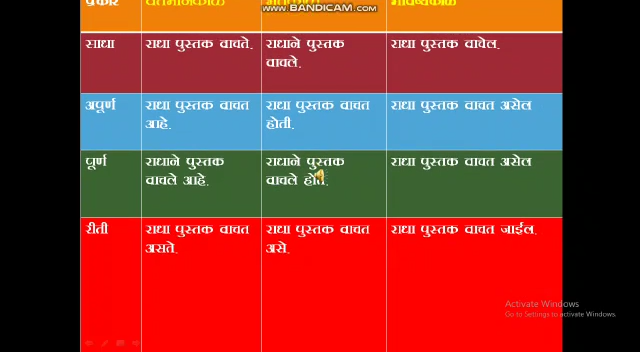 प्रकार वर्तमानकाळ भूतकाळ भविष्यकाळ
www.BANDICAM.com
साधा राधा पुस्तक वाचते. राधाने पुस्तक राधा पुस्तक वाचेल.
वाचले.
अपूर्ण राधा पुस्तक वाचत राधा पुस्तक वाचत राधा पुस्तक वाचत असेल
आहे. होती.
पूर्ण राधाने पुस्तक राधाने पुस्तक राधा पुस्तक वाचत असेल
वाचले आहे. वाचले होते.
रीती राधा पुस्तक वाचत राधा पुस्तक वाचत राधा पुस्तक वाचत जाईल.
असते. असे.
Activate Windows
Go to Settings to activate Windows.